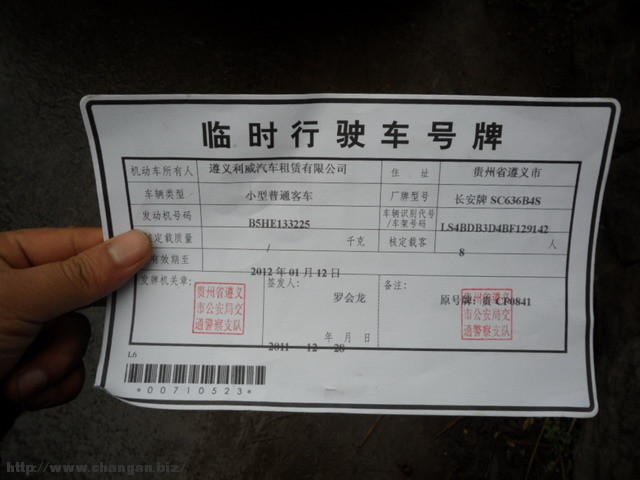 临时行驶车号牌
机动车所有人 遵义利威汽车租赁有限公司 住 址 贵州省遵义市
车辆类型 小型普通客车 厂牌型号 长安牌 SC636B4S
发动机号码 B5HE133225 车辆识别代号/车架号码 LS4BDB3D4BF129142
核定载质量 / 千克 核定载客 8 人
有效期至 2012 年 01 月 12 日
发牌机关章: 签发人: 罗会龙 备注: 原号牌: 贵 CP0841
贵州省遵义 贵州省遵义
市公安局交 市公安局交
通警察支队 通警察支队
年 月 日
2011 12 28
L6
*00710523*
http://www.changan.biz/